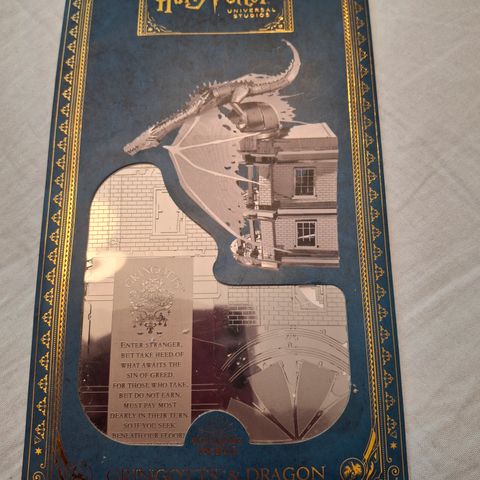 Harry Potter
UNIVERSAL
STUDIOS
GRINGOTTS
ENTER STRANGER,
BUT TAKE HEED OF
WHAT AWAITS THE
SIN OF GREED,
FOR THOSE WHO TAKE,
BUT DO NOT EARN,
MUST PAY MOST
DEARLY IN THEIR TURN,
SO IF YOU SEEK
BENEATH OUR FLOOR
GRINGOTTS & DRAGON